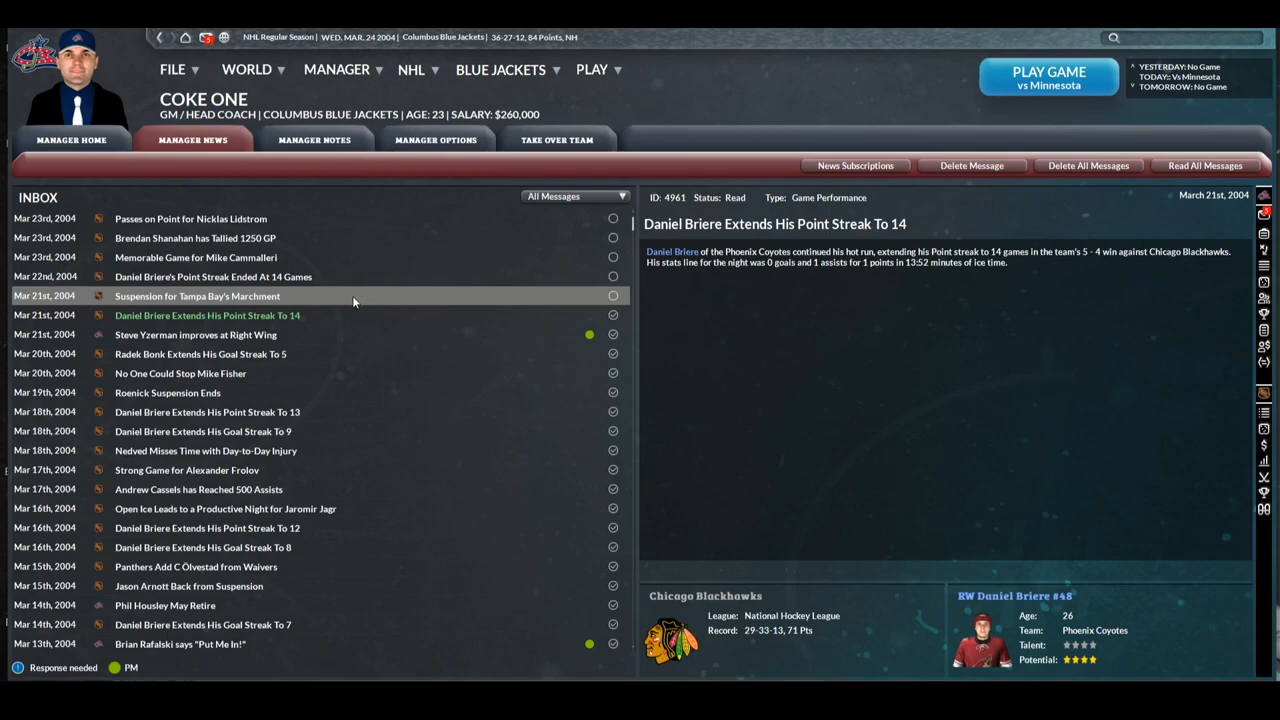 NHL Regular Season | WED. MAR. 24 2004 | Columbus Blue Jackets | 36-27-12, 84 Points, NH
FILE WORLD MANAGER NHL BLUE JACKETS PLAY
PLAY GAME
vs Minnesota
YESTERDAY: No Game
TODAY:: Vs Minnesota
TOMORROW: No Game
COKE ONE
GM / HEAD COACH | COLUMBUS BLUE JACKETS | AGE: 23 | SALARY: $260,000
MANAGER HOME MANAGER NEWS MANAGER NOTES MANAGER OPTIONS TAKE OVER TEAM
News Subscriptions Delete Message Delete All Messages Read All Messages
INBOX All Messages
Mar 23rd, 2004 Passes on Point for Nicklas Lidstrom
Mar 23rd, 2004 Brendan Shanahan has Tallied 1250 GP
Mar 23rd, 2004 Memorable Game for Mike Cammalleri
Mar 22nd, 2004 Daniel Briere's Point Streak Ended At 14 Games
Mar 21st, 2004 Suspension for Tampa Bay's Marchment
Mar 21st, 2004 Daniel Briere Extends His Point Streak To 14
Mar 21st, 2004 Steve Yzerman improves at Right Wing
Mar 20th, 2004 Radek Bonk Extends His Goal Streak To 5
Mar 20th, 2004 No One Could Stop Mike Fisher
Mar 19th, 2004 Roenick Suspension Ends
Mar 18th, 2004 Daniel Briere Extends His Point Streak To 13
Mar 18th, 2004 Daniel Briere Extends His Goal Streak To 9
Mar 18th, 2004 Nedved Misses Time with Day-to-Day Injury
Mar 17th, 2004 Strong Game for Alexander Frolov
Mar 17th, 2004 Andrew Cassels has Reached 500 Assists
Mar 16th, 2004 Open Ice Leads to a Productive Night for Jaromir Jagr
Mar 16th, 2004 Daniel Briere Extends His Point Streak To 12
Mar 16th, 2004 Daniel Briere Extends His Goal Streak To 8
Mar 15th, 2004 Panthers Add C Ölvestad from Waivers
Mar 15th, 2004 Jason Arnott Back from Suspension
Mar 14th, 2004 Phil Housley May Retire
Mar 14th, 2004 Daniel Briere Extends His Goal Streak To 7
Mar 13th, 2004 Brian Rafalski says "Put Me In!"
Response needed PM
ID: 4961 Status: Read Type: Game Performance March 21st, 2004
Daniel Briere Extends His Point Streak To 14
Daniel Briere of the Phoenix Coyotes continued his hot run, extending his Point streak to 14 games in the team's 5 - 4 win against Chicago Blackhawks.
His stats line for the night was 0 goals and 1 assists for 1 points in 13:52 minutes of ice time.
Chicago Blackhawks
League: National Hockey League
Record: 29-33-13, 71 Pts
RW Daniel Briere #48
Age: 26
Team: Phoenix Coyotes
Talent:
Potential: